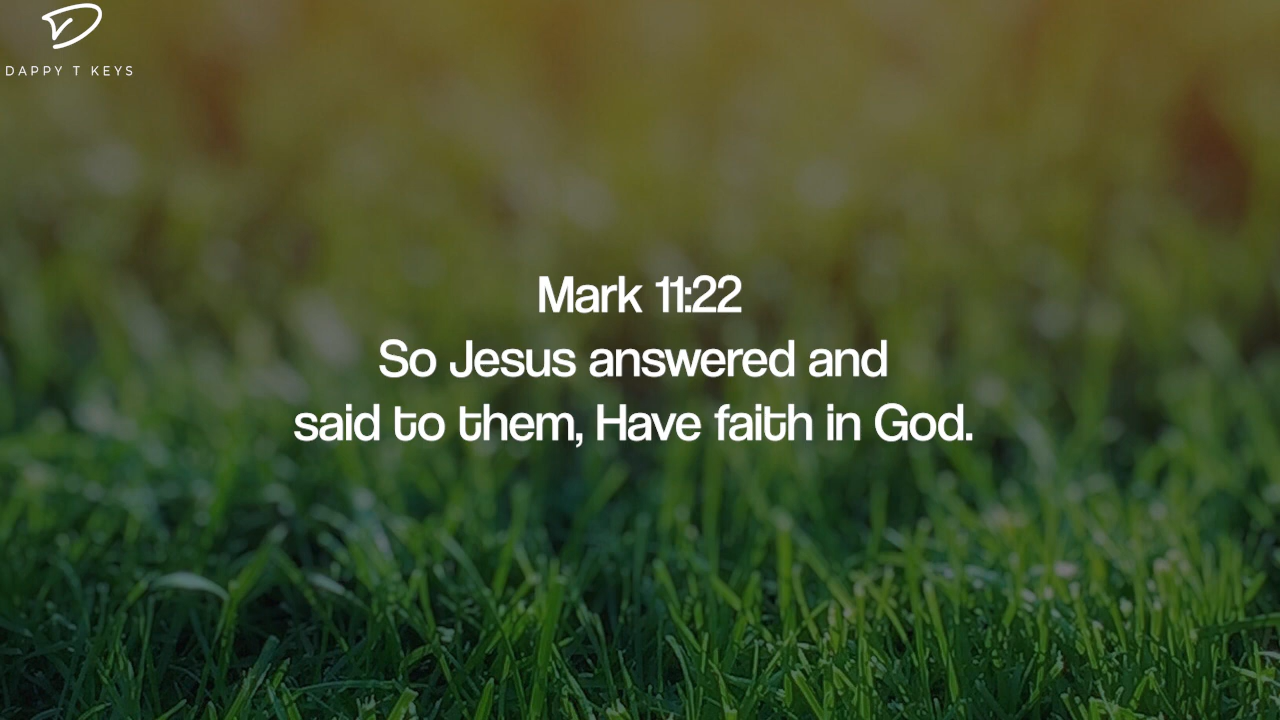 DAPPY T KEYS
Mark 11:22
So Jesus answered and
said to them, Have faith in God.